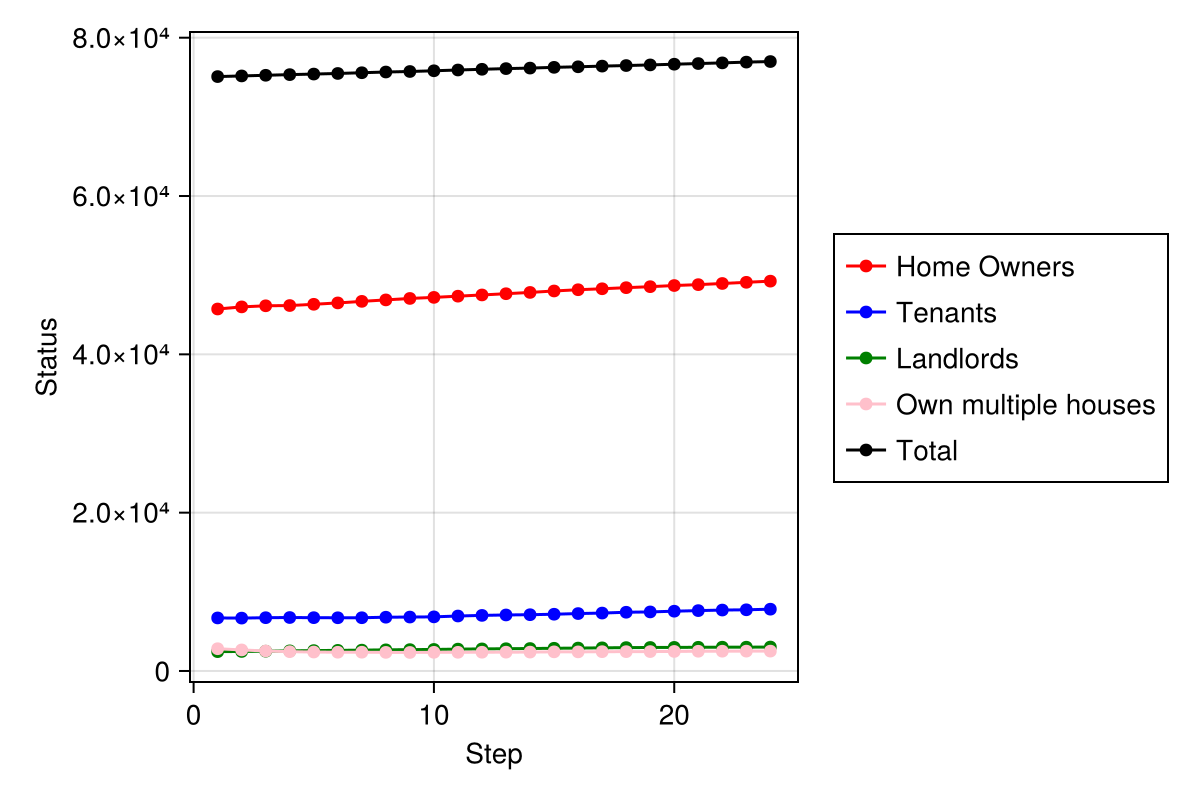 8.0×10⁴
6.0×10⁴
4.0×10⁴
2.0×10⁴
0
Status
0 10 20
Step
Home Owners
Tenants
Landlords
Own multiple houses
Total